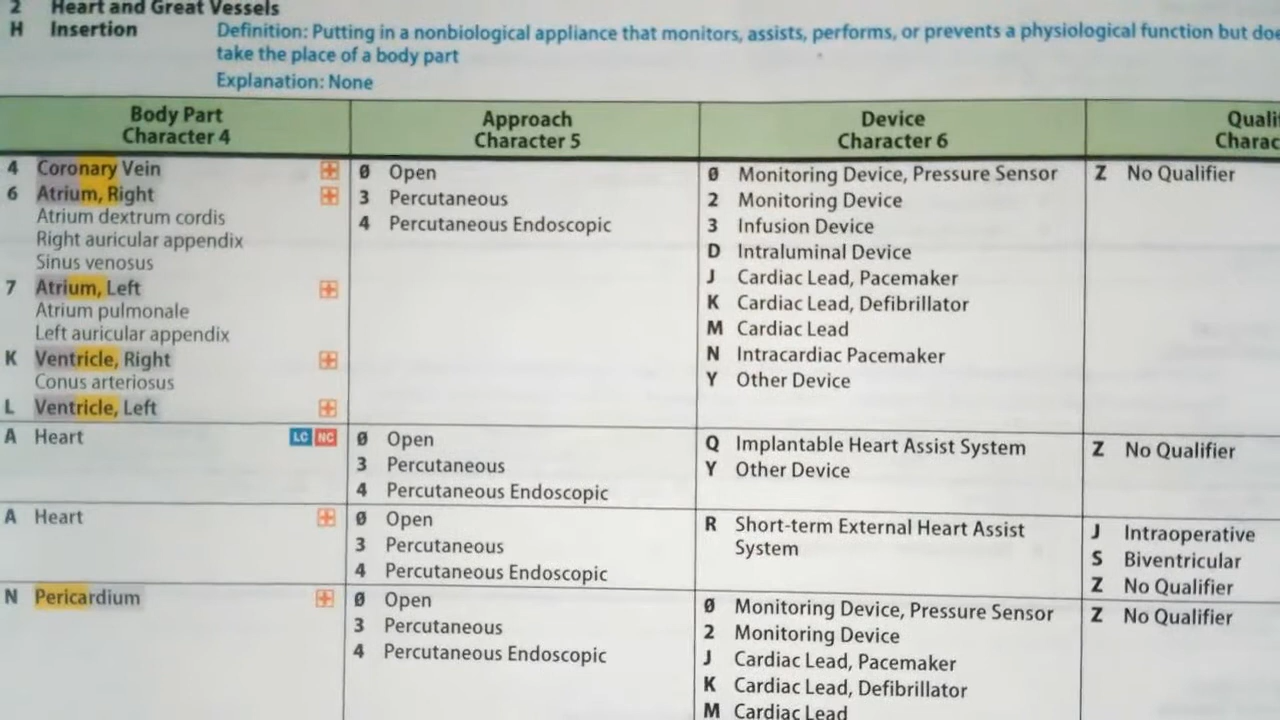 2 Heart and Great Vessels
H Insertion Definition: Putting in a nonbiological appliance that monitors, assists, performs, or prevents a physiological function but
take the place of a body part
Explanation: None
Body Part
Character 4
Approach
Character 5
Device
Character 6
4 Coronary Vein
6 Atrium, Right
Atrium dextrum cordis
Right auricular appendix
Sinus venosus
7 Atrium, Left
Atrium pulmonale
Left auricular appendix
K Ventricle, Right
Conus arteriosus
L Ventricle, Left
0 Open
3 Percutaneous
4 Percutaneous Endoscopic
0 Monitoring Device, Pressure Sensor
2 Monitoring Device
3 Infusion Device
D Intraluminal Device
J Cardiac Lead, Pacemaker
K Cardiac Lead, Defibrillator
M Cardiac Lead
N Intracardiac Pacemaker
Y Other Device
Z No Qualifier
A Heart LC NC
0 Open
3 Percutaneous
4 Percutaneous Endoscopic
Q Implantable Heart Assist System
Y Other Device
Z No Qualifier
A Heart
0 Open
3 Percutaneous
4 Percutaneous Endoscopic
R Short-term External Heart Assist
System
J Intraoperative
S Biventricular
Z No Qualifier
N Pericardium
0 Open
3 Percutaneous
4 Percutaneous Endoscopic
0 Monitoring Device, Pressure Sensor
2 Monitoring Device
J Cardiac Lead, Pacemaker
K Cardiac Lead, Defibrillator
M Cardiac Lead
Z No Qualifier